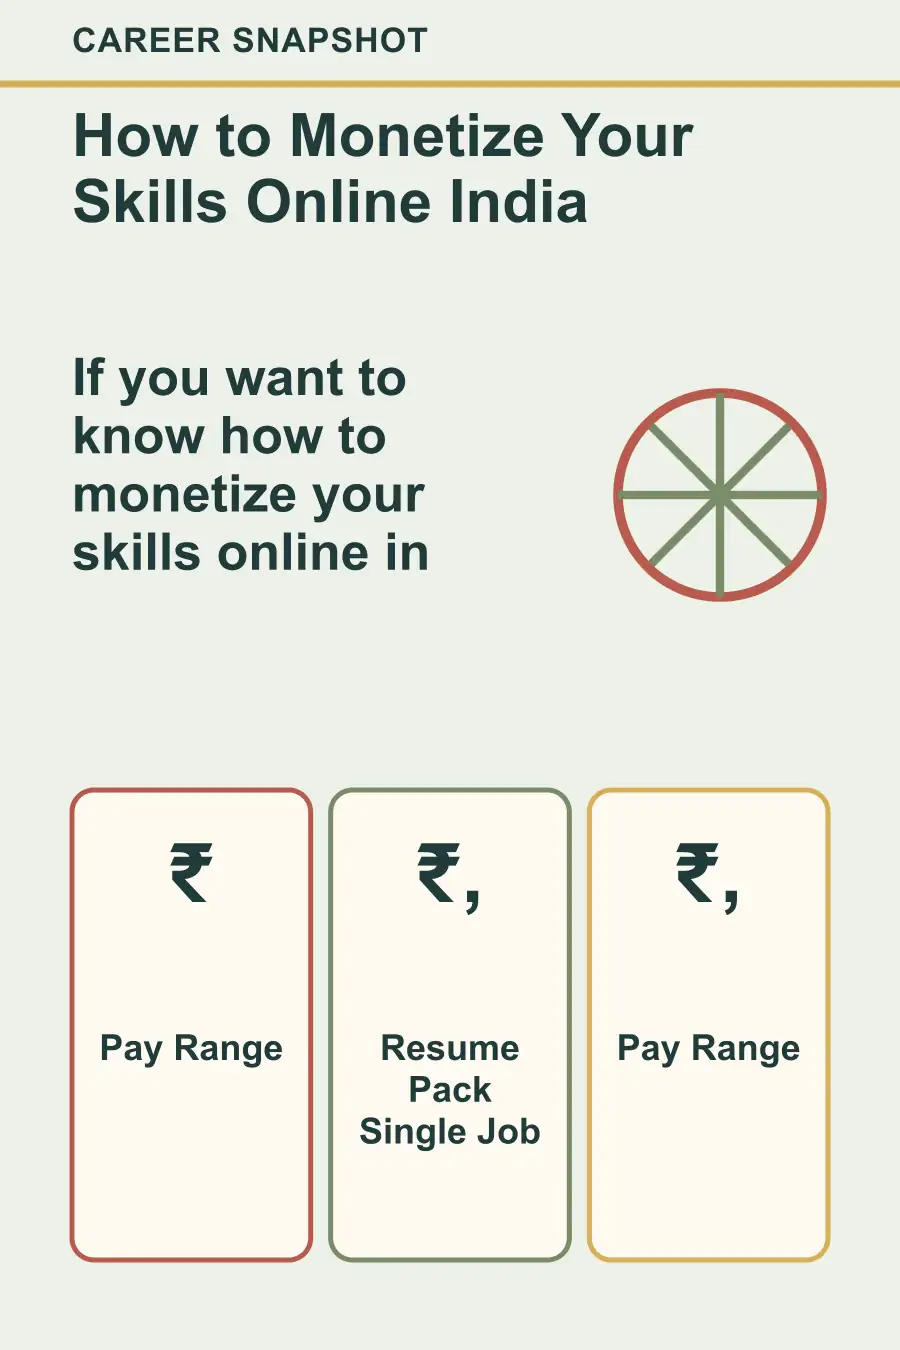 CAREER SNAPSHOT
How to Monetize Your
Skills Online India
If you want to
know how to
monetize your
skills online in
₹
Pay Range
₹,
Resume
Pack
Single Job
₹,
Pay Range